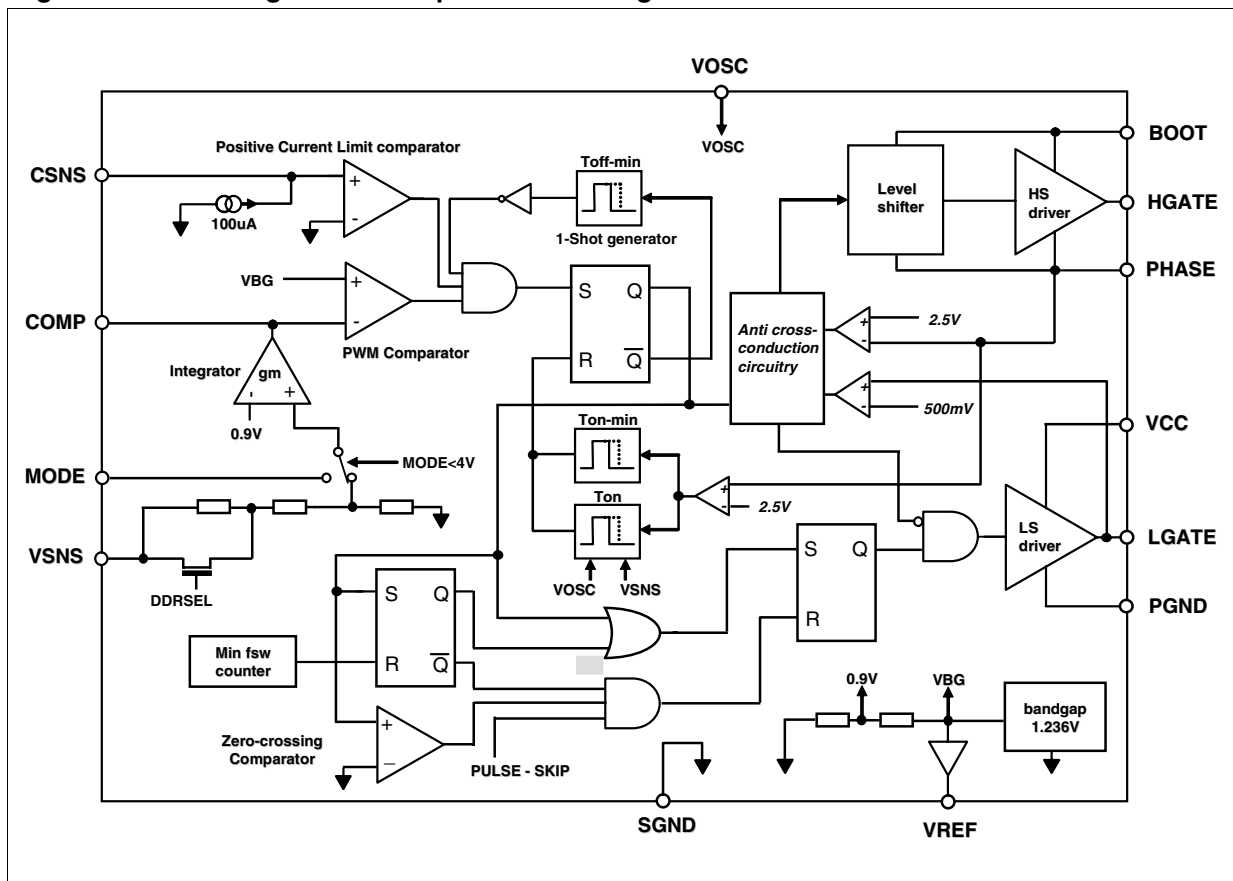 VOSC
VOSC
BOOT
Positive Current Limit comparator
Toff-min
CSNS
+
-
100uA
1-Shot generator
Level
shifter
HS
driver
HGATE
PHASE
VBG
+
-
S
Q
R
Q
COMP
PWM Comparator
Integrator
gm
-
+
0.9V
Anti cross-
conduction
circuitry
+
-
2.5V
+
-
500mV
VCC
MODE
MODE<4V
Ton-min
Ton
+
-
2.5V
VOSC
VSNS
VSNS
DDRSEL
LS
driver
LGATE
PGND
S
Q
R
S
Q
R
Q
Min fsw
counter
+
–
Zero-crossing
Comparator
PULSE - SKIP
0.9V
VBG
bandgap
1.236V
SGND
VREF